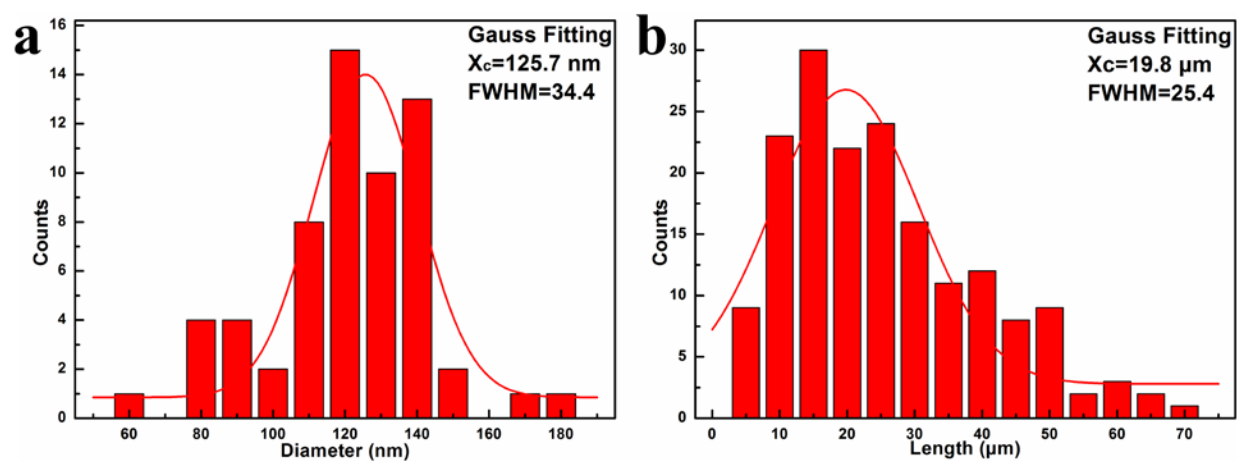 a
Gauss Fitting
Xc=125.7 nm
FWHM=34.4
16
14
12
10
8
6
4
2
0
Counts
60 80 100 120 140 160 180
Diameter (nm)
b
Gauss Fitting
XC=19.8 μm
FWHM=25.4
30
25
20
15
10
5
0
Counts
0 10 20 30 40 50 60 70
Length (μm)